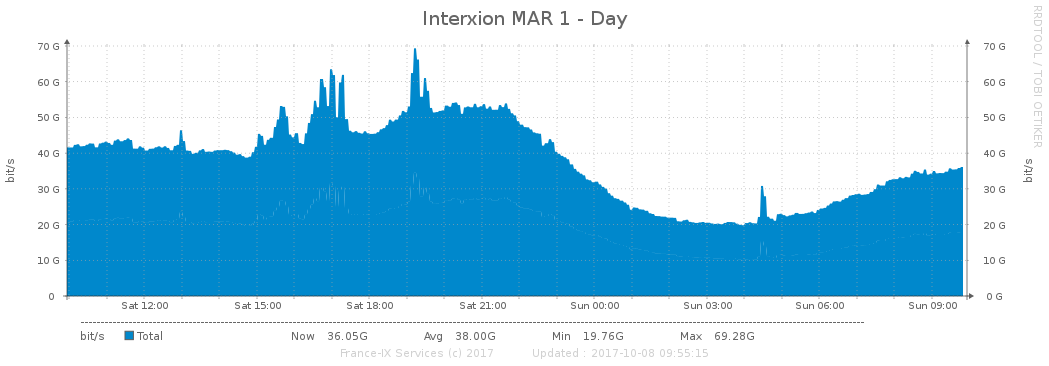 Interxion MAR 1 - Day
RRDTOOL / TOBI OETIKER
bit/s
70 G
60 G
50 G
40 G
30 G
20 G
10 G
0
70 G
60 G
50 G
40 G
30 G
20 G
10 G
0 G
bit/s
Sat 12:00 Sat 15:00 Sat 18:00 Sat 21:00 Sun 00:00 Sun 03:00 Sun 06:00 Sun 09:00
bit/s Total Now 36.05G Avg 38.00G Min 19.76G Max 69.28G
France-IX Services (c) 2017 Updated : 2017-10-08 09:55:15